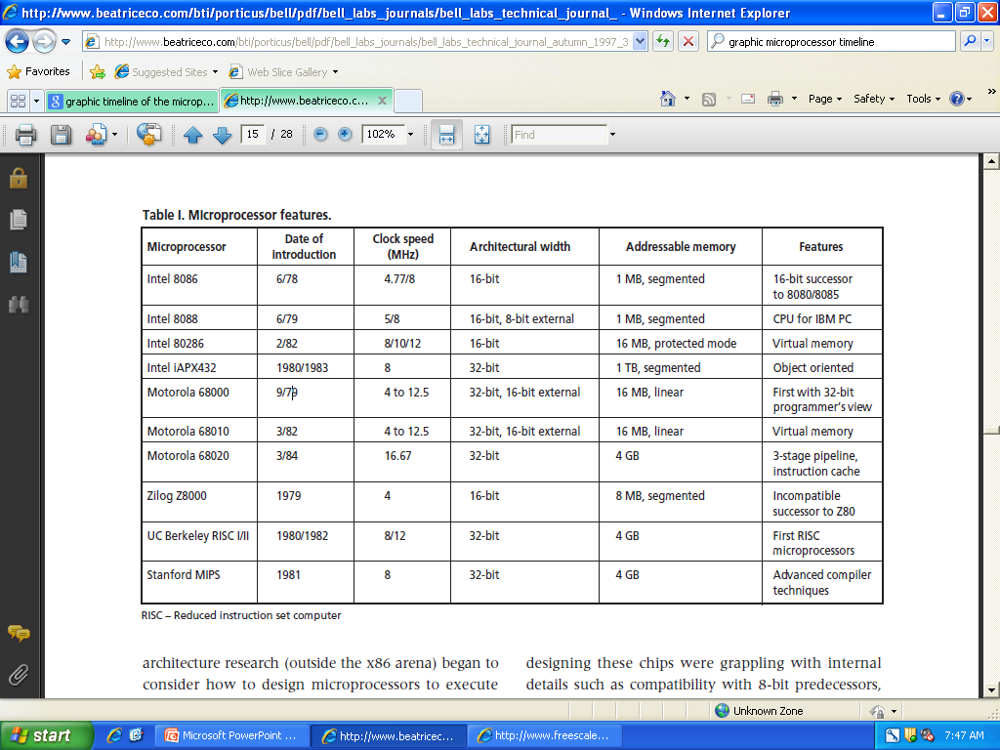 http://www.beatriceco.com/bti/porticus/bell/pdf/bell_labs_journals/bell_labs_technical_journal_ - Windows Internet Explorer
http://www.beatriceco.com/bti/porticus/bell/pdf/bell_labs_journals/bell_labs_technical_journal_autumn_1997_3
graphic microprocessor timeline
Favorites
Suggested Sites
Web Slice Gallery
graphic timeline of the microp...
http://www.beatriceco.c...
Page
Safety
Tools
15 / 28
102%
Find
Table I. Microprocessor features.
Microprocessor Date of introduction Clock speed (MHz) Architectural width Addressable memory Features
Intel 8086 6/78 4.77/8 16-bit 1 MB, segmented 16-bit successor
to 8080/8085
Intel 8088 6/79 5/8 16-bit, 8-bit external 1 MB, segmented CPU for IBM PC
Intel 80286 2/82 8/10/12 16-bit 16 MB, protected mode Virtual memory
Intel iAPX432 1980/1983 8 32-bit 1 TB, segmented Object oriented
Motorola 68000 9/79 4 to 12.5 32-bit, 16-bit external 16 MB, linear First with 32-bit
programmer's view
Motorola 68010 3/82 4 to 12.5 32-bit, 16-bit external 16 MB, linear Virtual memory
Motorola 68020 3/84 16.67 32-bit 4 GB 3-stage pipeline,
instruction cache
Zilog Z8000 1979 4 16-bit 8 MB, segmented Incompatible
successor to Z80
UC Berkeley RISC I/II 1980/1982 8/12 32-bit 4 GB First RISC
microprocessors
Stanford MIPS 1981 8 32-bit 4 GB Advanced compiler
techniques
RISC – Reduced instruction set computer
architecture research (outside the x86 arena) began to
consider how to design microprocessors to execute
designing these chips were grappling with internal
details such as compatibility with 8-bit predecessors,
Unknown Zone
start
Microsoft PowerPoint ...
http://www.beatricec...
http://www.freescale...
7:47 AM